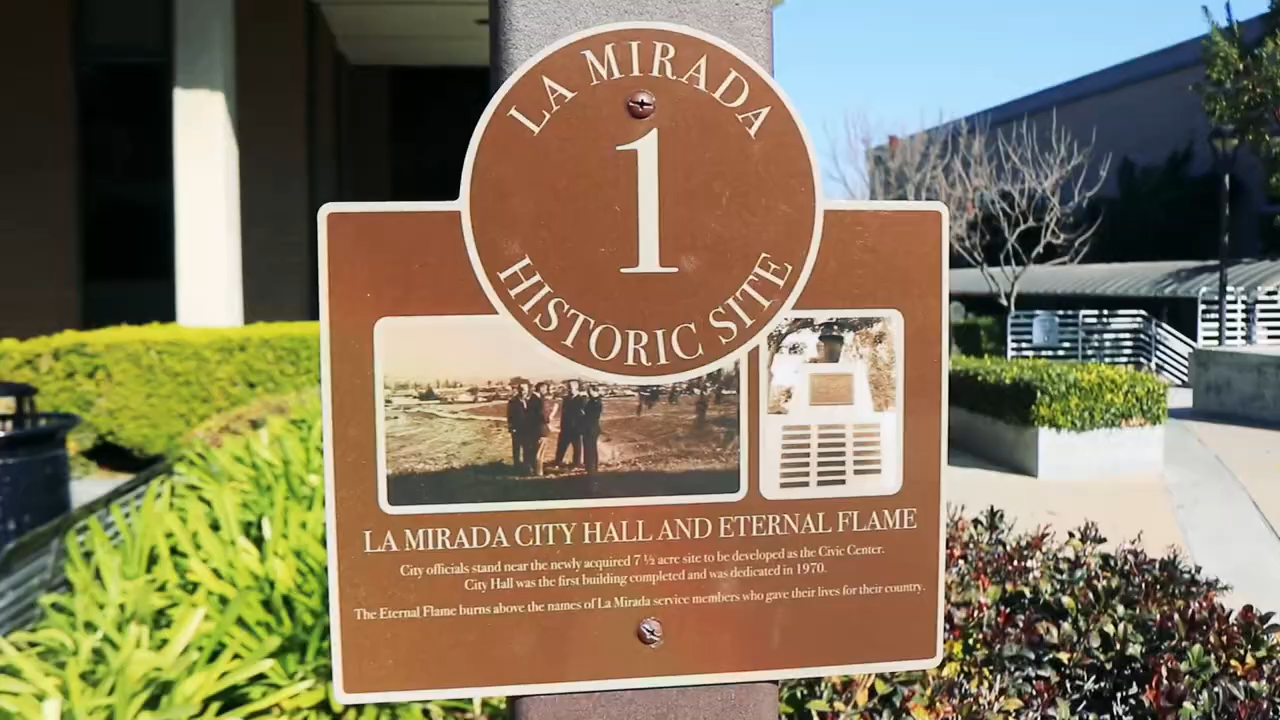 LA MIRADA
1
HISTORIC SITE
LA MIRADA CITY HALL AND ETERNAL FLAME
City officials stand near the newly acquired 7 ½ acre site to be developed as the Civic Center.
City Hall was the first building completed and was dedicated in 1970.
The Eternal Flame burns above the names of La Mirada service members who gave their lives for their country.